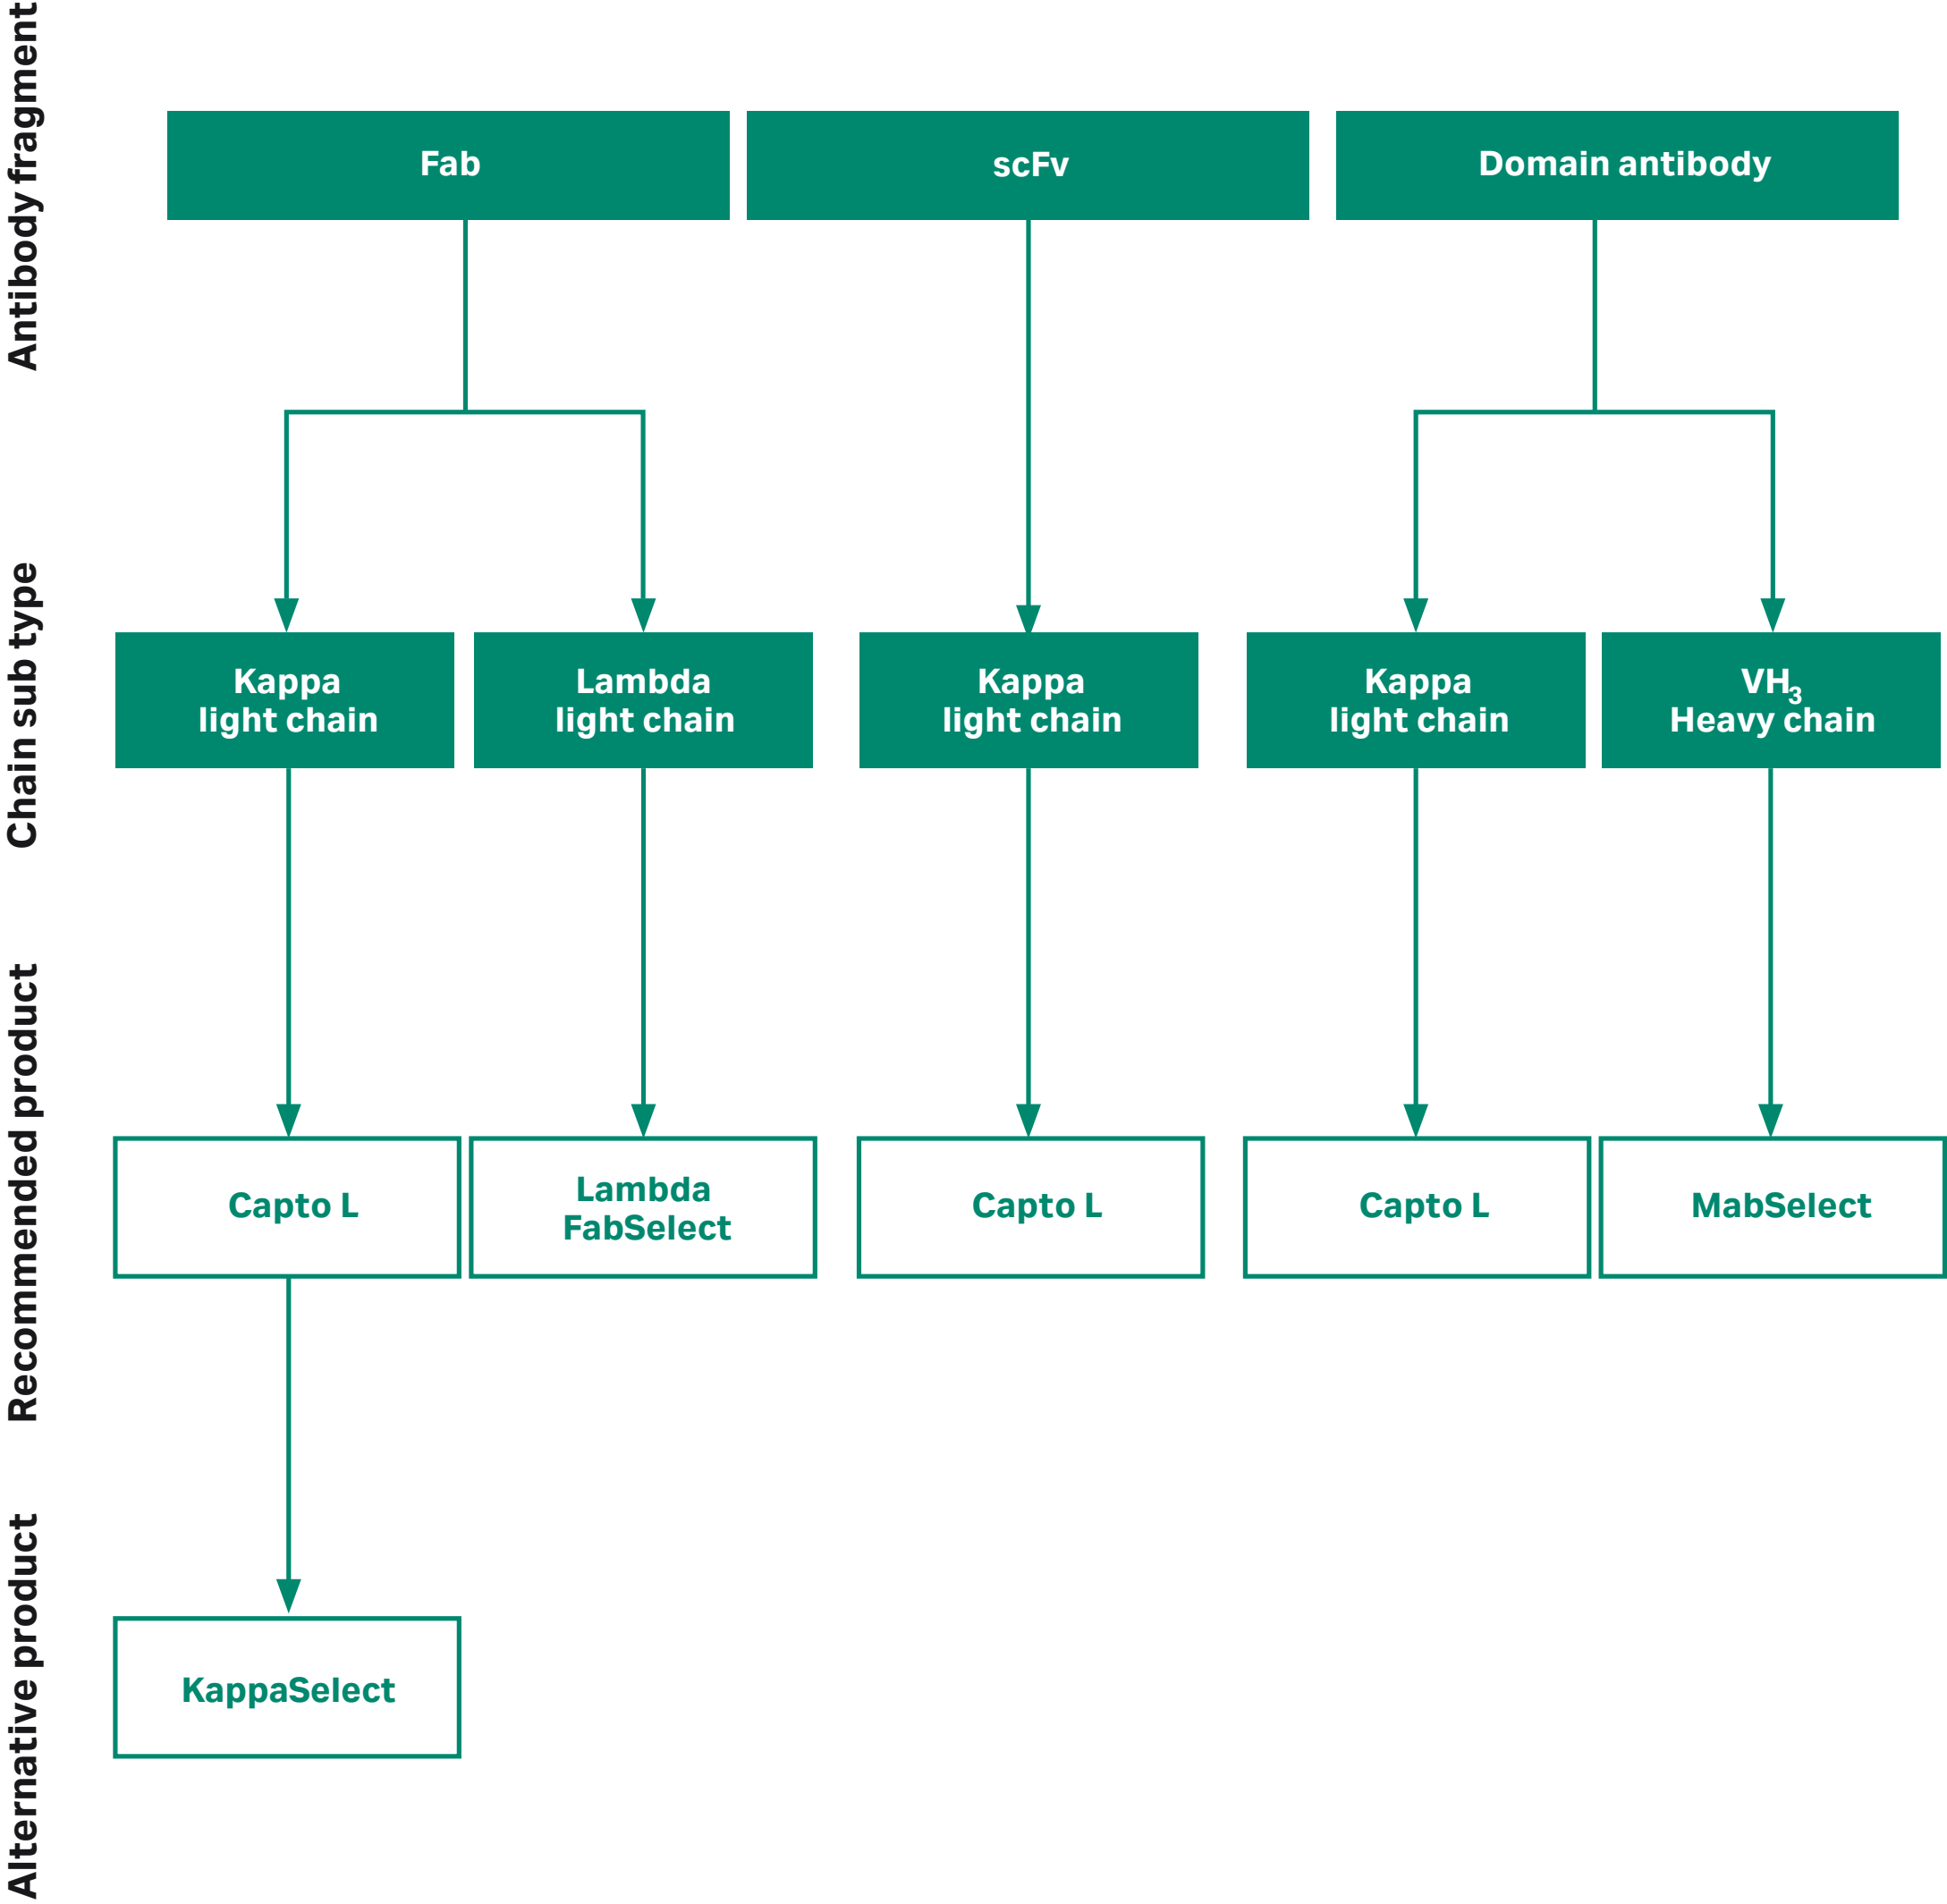 Antibody fragment
Fab
scFv
Domain antibody
Chain sub type
Kappa
light chain
Lambda
light chain
Kappa
light chain
Kappa
light chain
VH₃
Heavy chain
Recommended product
Capto L
Lambda
FabSelect
Capto L
Capto L
MabSelect
Alternative product
KappaSelect